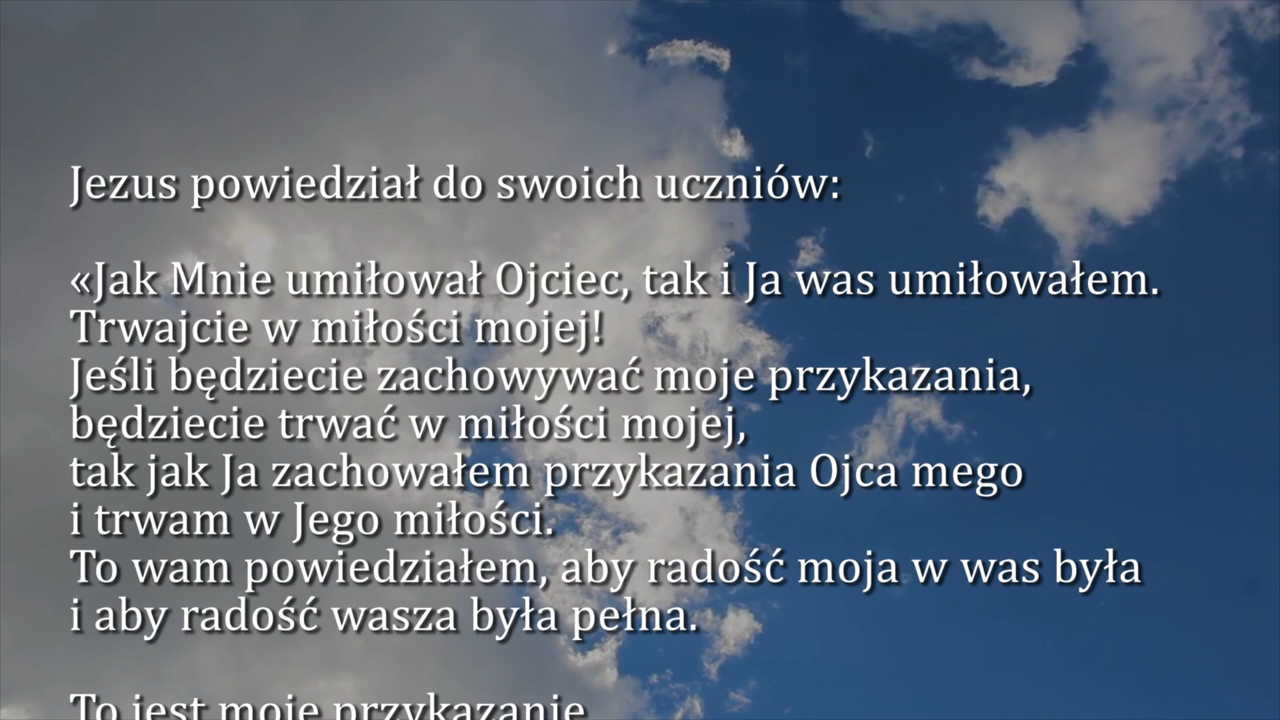 Jezus powiedział do swoich uczniów:
«Jak Mnie umiłował Ojciec, tak i Ja was umiłowałem.
Trwajcie w miłości mojej!
Jeśli będziecie zachowywać moje przykazania,
będziecie trwać w miłości mojej,
tak jak Ja zachowałem przykazania Ojca mego
i trwam w Jego miłości.
To wam powiedziałem, aby radość moja w was była
i aby radość wasza była pełna.
To jest moje przykazanie